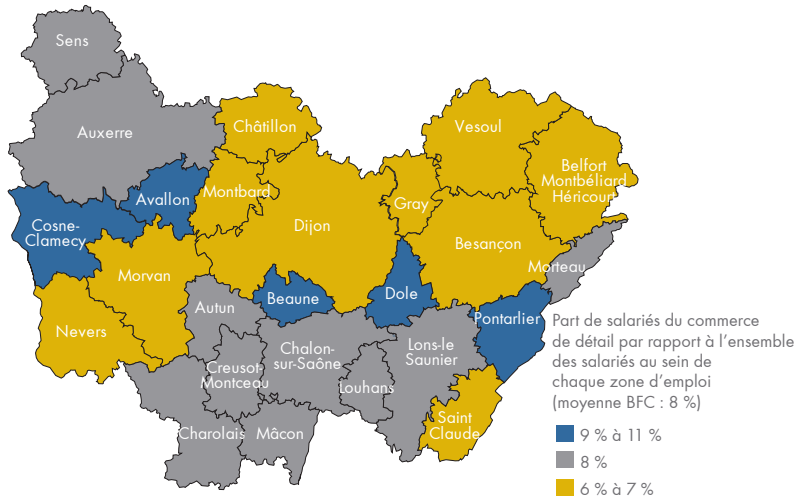 Sens
Auxerre
Châtillon
Vesoul
Belfort
Montbéliard
Héricourt
Avallon
Montbard
Gray
Cosne-
Clamecy
Dijon
Besançon
Morvan
Morteau
Beaune
Dole
Autun
Pontarlier
Nevers
Chalon-
sur-Saône
Lons-le
Saunier
Creusot-
Montceau
Louhans
Saint
Claude
Charolais
Mâcon
Part de salariés du commerce
de détail par rapport à l’ensemble
des salariés au sein de
chaque zone d’emploi
(moyenne BFC : 8 %)
9 % à 11 %
8 %
6 % à 7 %